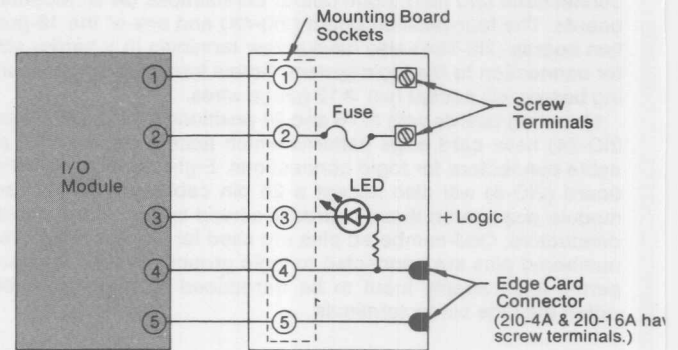 Mounting Board
Sockets
1 1
Fuse
Screw
Terminals
2 2
I/O
Module
LED
3 3
+ Logic
4 4
Edge Card
Connector
(2I0-4A & 2I0-16A hav
screw terminals.)
5 5